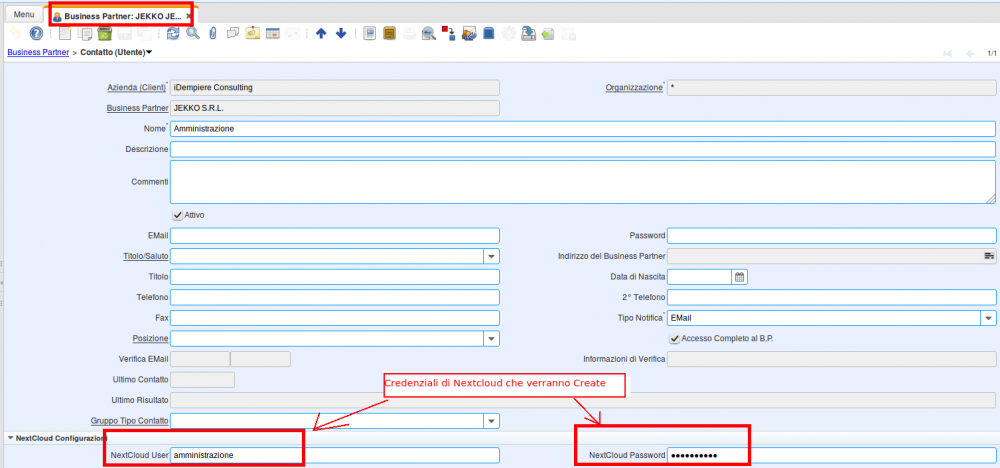 Menu
Business Partner: JEKKO JE...
Business Partner > Contatto (Utente)
1/1
Azienda (Client)* iDempiere Consulting Organizzazione* *
Business Partner JEKKO S.R.L.
Nome* Amministrazione
Descrizione
Commenti
Attivo
EMail Password
Titolo/Saluto Indirizzo del Business Partner
Titolo Data di Nascita
Telefono 2° Telefono
Fax Tipo Notifica* EMail
Posizione Accesso Completo al B.P.
Verifica EMail Informazioni di Verifica
Ultimo Contatto
Credenziali di Nextcloud che verranno Create
Ultimo Risultato
Gruppo Tipo Contatto
NextCloud Configurazioni
NextCloud User amministrazione NextCloud Password ●●●●●●●●●●